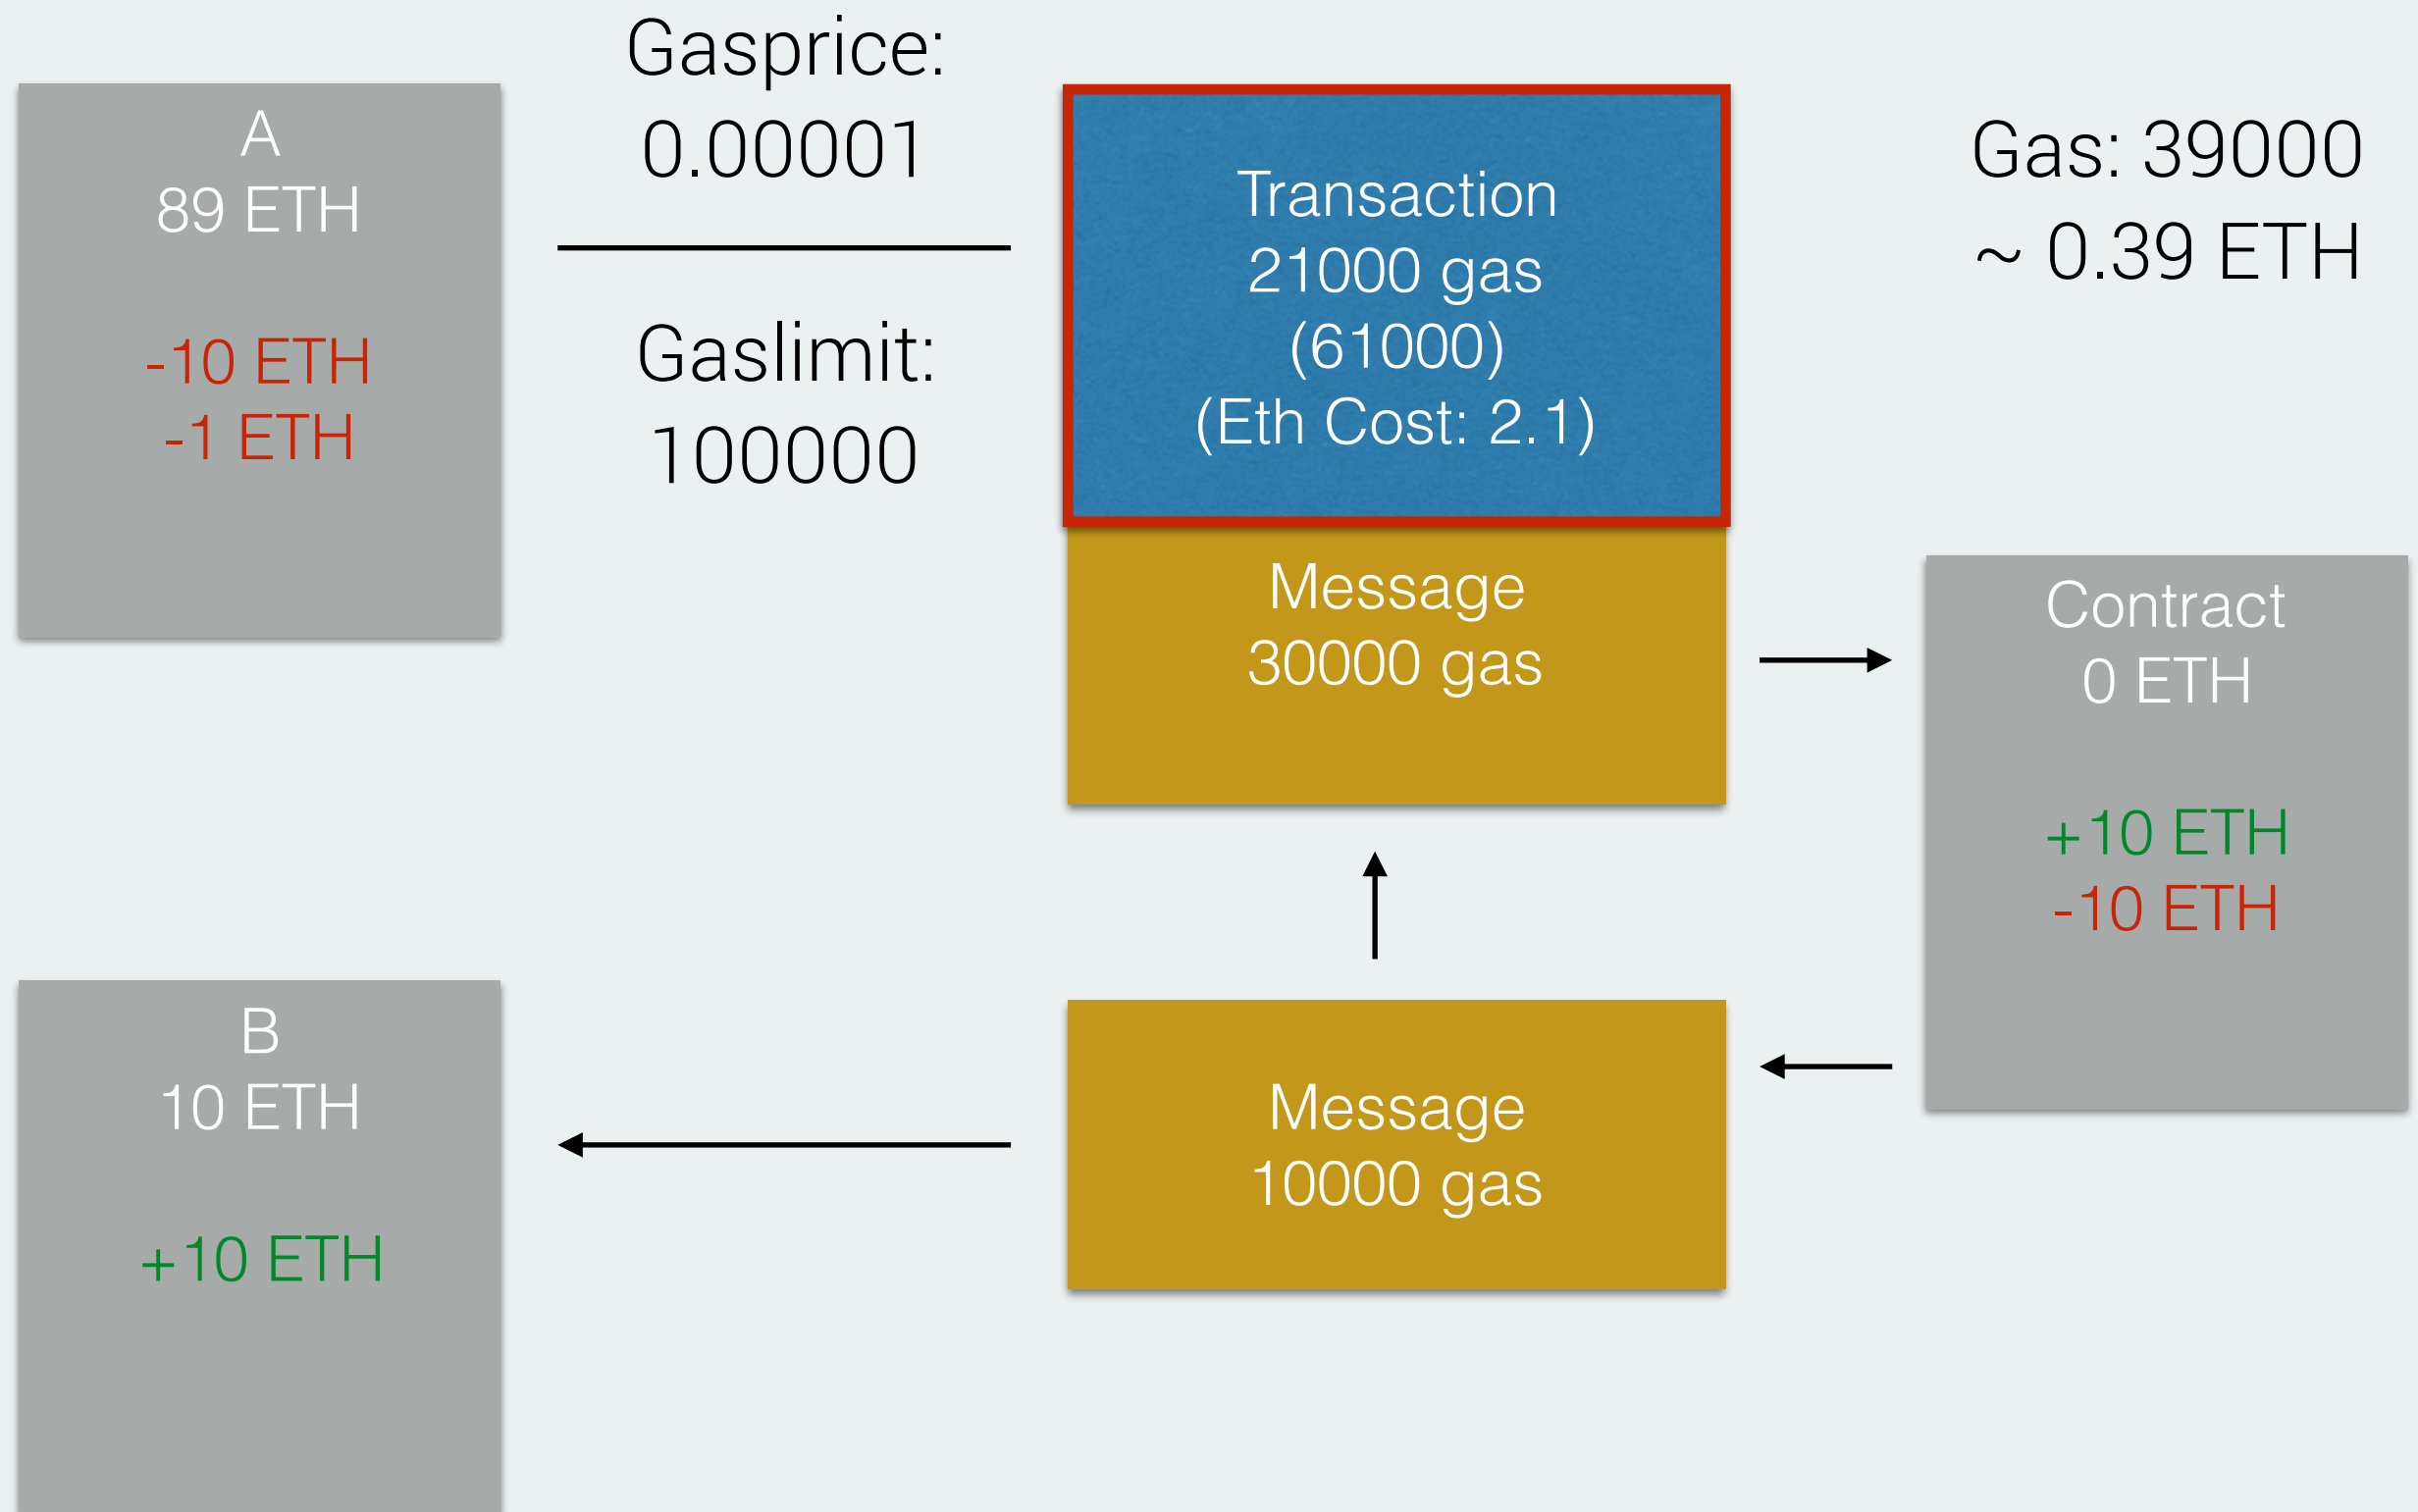 A
89 ETH
-10 ETH
-1 ETH
Gasprice:
0.00001
Gaslimit:
100000
Transaction
21000 gas
(61000)
(Eth Cost: 2.1)
Gas: 39000
~ 0.39 ETH
Message
30000 gas
Contract
0 ETH
+10 ETH
-10 ETH
B
10 ETH
+10 ETH
Message
10000 gas